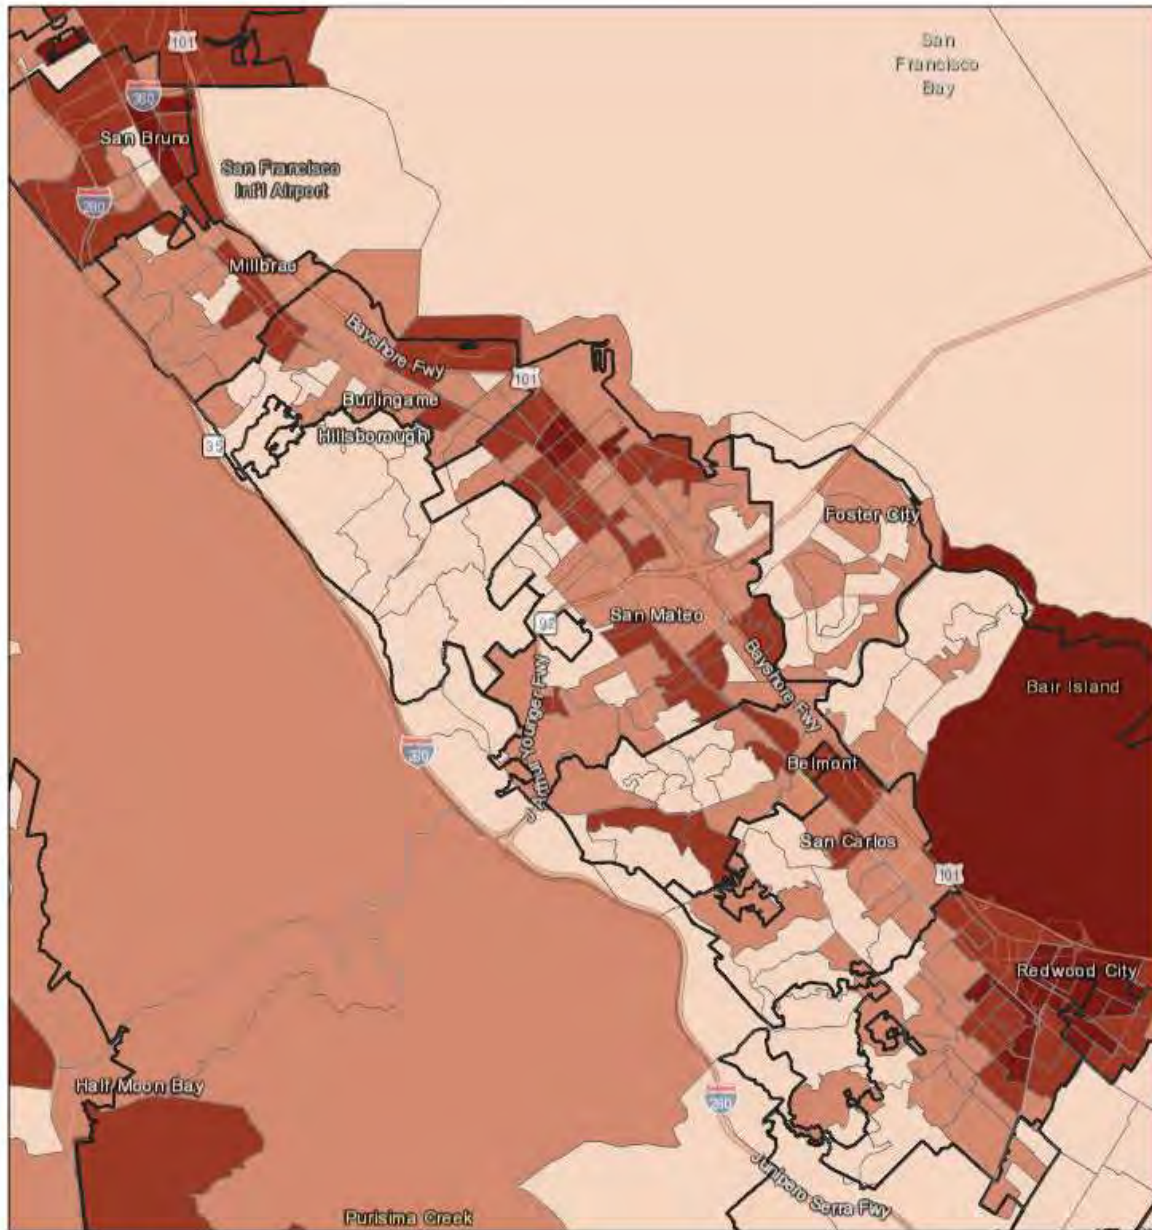 101
San
Francisco
Bay
380
San Bruno
San Francisco
Int'l Airport
280
Millbrae
Bayshore Fwy
101
Burlingame
Hillsborough
35
Foster City
92
San Mateo
Bayshore Fwy
Bair Island
J Arthur Younger Fwy
280
Belmont
San Carlos
101
Redwood City
Half Moon Bay
280
Junipero Serra Fwy
Purisima Creek